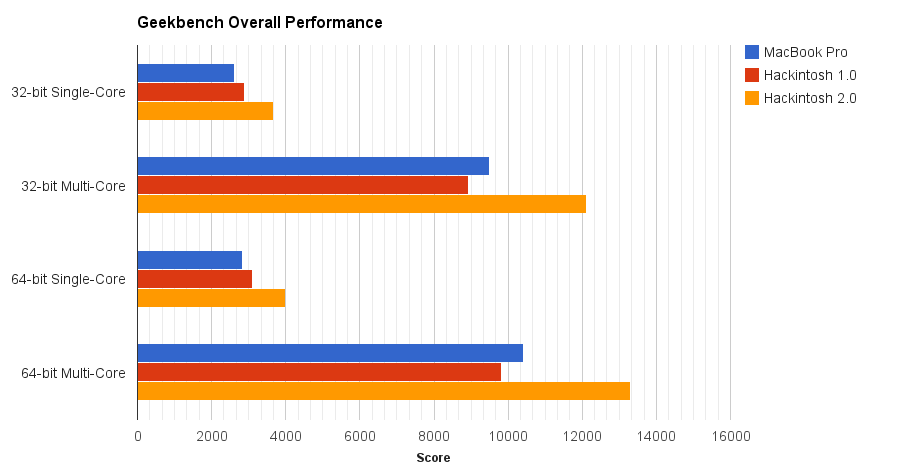 Geekbench Overall Performance
MacBook Pro
Hackintosh 1.0
Hackintosh 2.0
32-bit Single-Core
32-bit Multi-Core
64-bit Single-Core
64-bit Multi-Core
0 2000 4000 6000 8000 10000 12000 14000 16000
Score